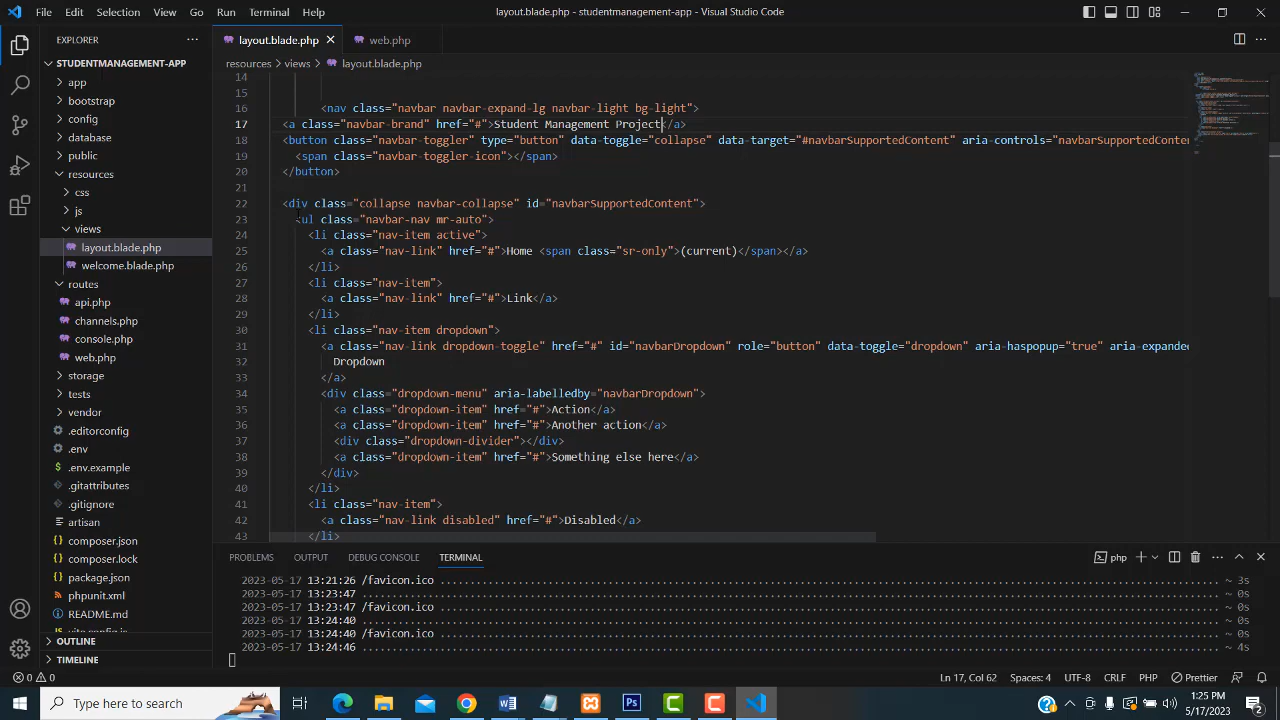 File Edit Selection View Go Run Terminal Help
layout.blade.php - studentmanagement-app - Visual Studio Code
EXPLORER
STUDENTMANAGEMENT-APP
app
bootstrap
config
database
public
resources
css
js
views
layout.blade.php
welcome.blade.php
routes
api.php
channels.php
console.php
web.php
storage
tests
vendor
.editorconfig
.env
.env.example
.gitattributes
.gitignore
artisan
composer.json
composer.lock
package.json
phpunit.xml
README.md
OUTLINE
TIMELINE
layout.blade.php web.php
resources > views > layout.blade.php
14
15
16 <nav class="navbar navbar-expand-lg navbar-light bg-light">
17 <a class="navbar-brand" href="#">Student Management Project</a>
18 <button class="navbar-toggler" type="button" data-toggle="collapse" data-target="#navbarSupportedContent" aria-controls="navbarSupportedConte
19 <span class="navbar-toggler-icon"></span>
20 </button>
21
22 <div class="collapse navbar-collapse" id="navbarSupportedContent">
23 <ul class="navbar-nav mr-auto">
24 <li class="nav-item active">
25 <a class="nav-link" href="#">Home <span class="sr-only">(current)</span></a>
26 </li>
27 <li class="nav-item">
28 <a class="nav-link" href="#">Link</a>
29 </li>
30 <li class="nav-item dropdown">
31 <a class="nav-link dropdown-toggle" href="#" id="navbarDropdown" role="button" data-toggle="dropdown" aria-haspopup="true" aria-expanded
32 Dropdown
33 </a>
34 <div class="dropdown-menu" aria-labelledby="navbarDropdown">
35 <a class="dropdown-item" href="#">Action</a>
36 <a class="dropdown-item" href="#">Another action</a>
37 <div class="dropdown-divider"></div>
38 <a class="dropdown-item" href="#">Something else here</a>
39 </div>
40 </li>
41 <li class="nav-item">
42 <a class="nav-link disabled" href="#">Disabled</a>
43 </li>
PROBLEMS OUTPUT DEBUG CONSOLE TERMINAL
php
2023-05-17 13:21:26 /favicon.ico ........ ~ 3s
2023-05-17 13:23:47 ........ ~ 0s
2023-05-17 13:23:47 /favicon.ico ........ ~ 0s
2023-05-17 13:24:40 ........ ~ 0s
2023-05-17 13:24:40 /favicon.ico ........ ~ 0s
2023-05-17 13:24:46 ........ ~ 4s
0 0
Ln 17, Col 62 Spaces: 4 UTF-8 CRLF PHP Prettier
Type here to search
1:25 PM
5/17/2023